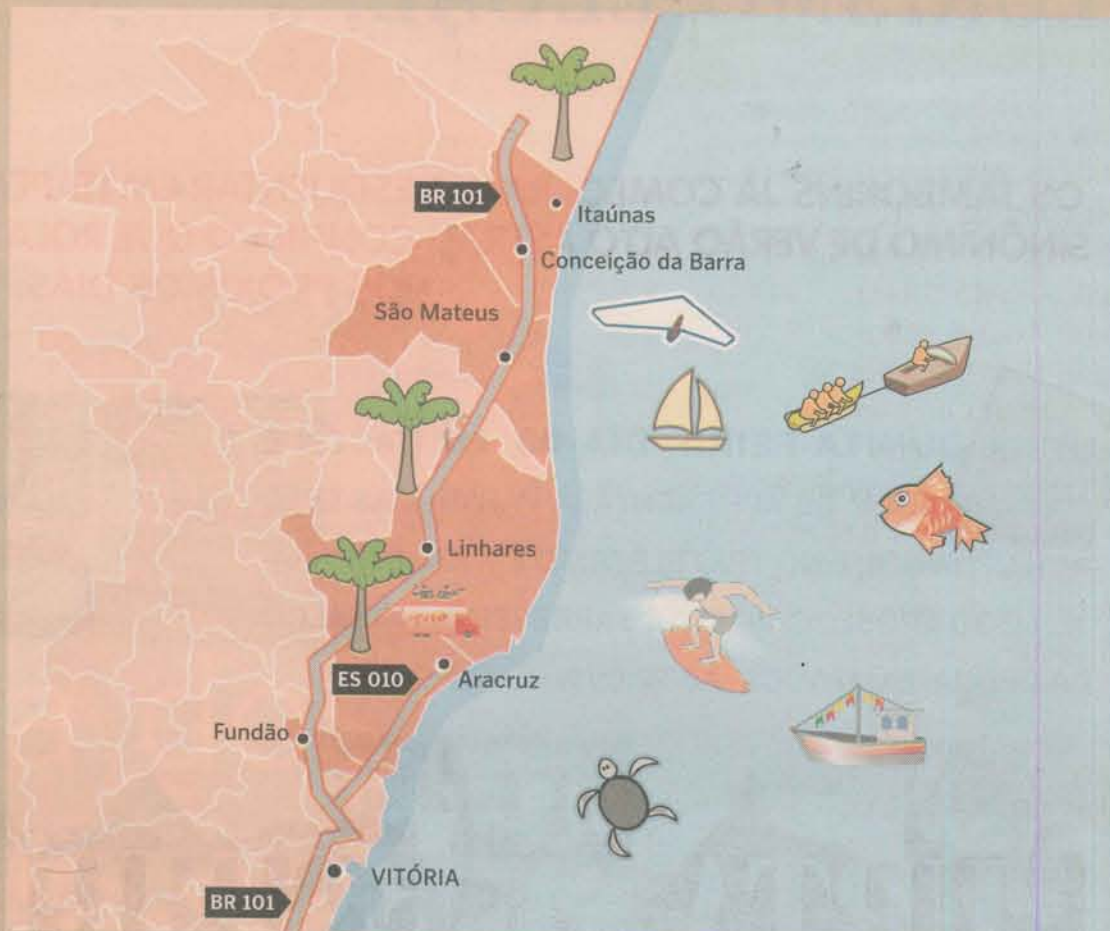 BR 101
Itaúnas
Conceição da Barra
São Mateus
Linhares
ES 010
Aracruz
Fundão
VITÓRIA
BR 101